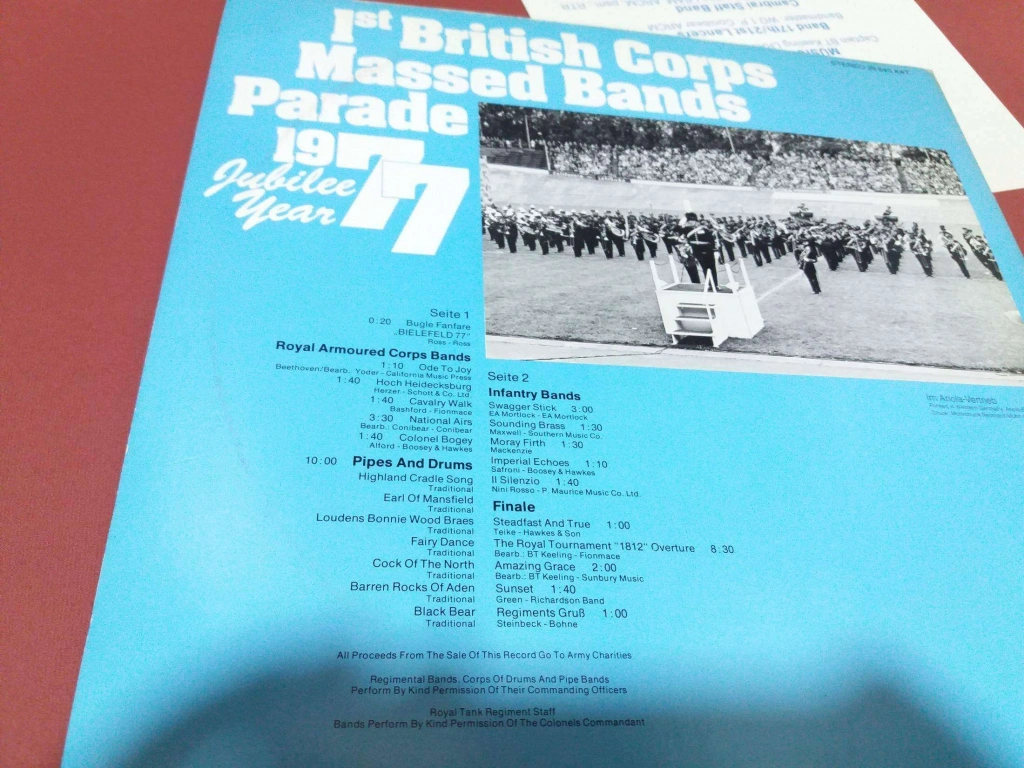 1st British Corps
Massed Bands
Parade
1977
Jubilee
Year
STEREO
Central Staff Band
Band 17th/21st Lancers
Seite 1
0:20 Bugle Fanfare
„BIELEFELD 77"
Ross - Ross
Royal Armoured Corps Bands
1:10 Ode To Joy
Beethoven/Bearb.: Yoder - California Music Press
1:40 Hoch Heidecksburg
Herzer - Schott & Co. Ltd.
1:40 Cavalry Walk
Bashford - Fionmace
3:30 National Airs
Bearb.: Conibear - Conibear
1:40 Colonel Bogey
Alford - Boosey & Hawkes
10:00 Pipes And Drums
Highland Cradle Song
Traditional
Earl Of Mansfield
Traditional
Loudens Bonnie Wood Braes
Traditional
Fairy Dance
Traditional
Cock Of The North
Traditional
Barren Rocks Of Aden
Traditional
Black Bear
Traditional
Seite 2
Infantry Bands
Swagger Stick 3:00
EA Mortlock - EA Mortlock
Sounding Brass 1:30
Maxwell - Southern Music Co.
Moray Firth 1:30
Mackenzie
Imperial Echoes 1:10
Safroni - Boosey & Hawkes
Il Silenzio 1:40
Nini Rosso - P. Maurice Music Co. Ltd.
Finale
Steadfast And True 1:00
Teike - Hawkes & Son
The Royal Tournament "1812" Overture 8:30
Bearb.: BT Keeling - Fionmace
Amazing Grace 2:00
Bearb.: BT Keeling - Sunbury Music
Sunset 1:40
Green - Richardson Band
Regiments Gruß 1:00
Steinbeck - Bohne
Im Ariola-Vertrieb
All Proceeds From The Sale Of This Record Go To Army Charities
Regimental Bands, Corps Of Drums And Pipe Bands
Perform By Kind Permission Of Their Commanding Officers
Royal Tank Regiment Staff
Bands Perform By Kind Permission Of The Colonels Commandant